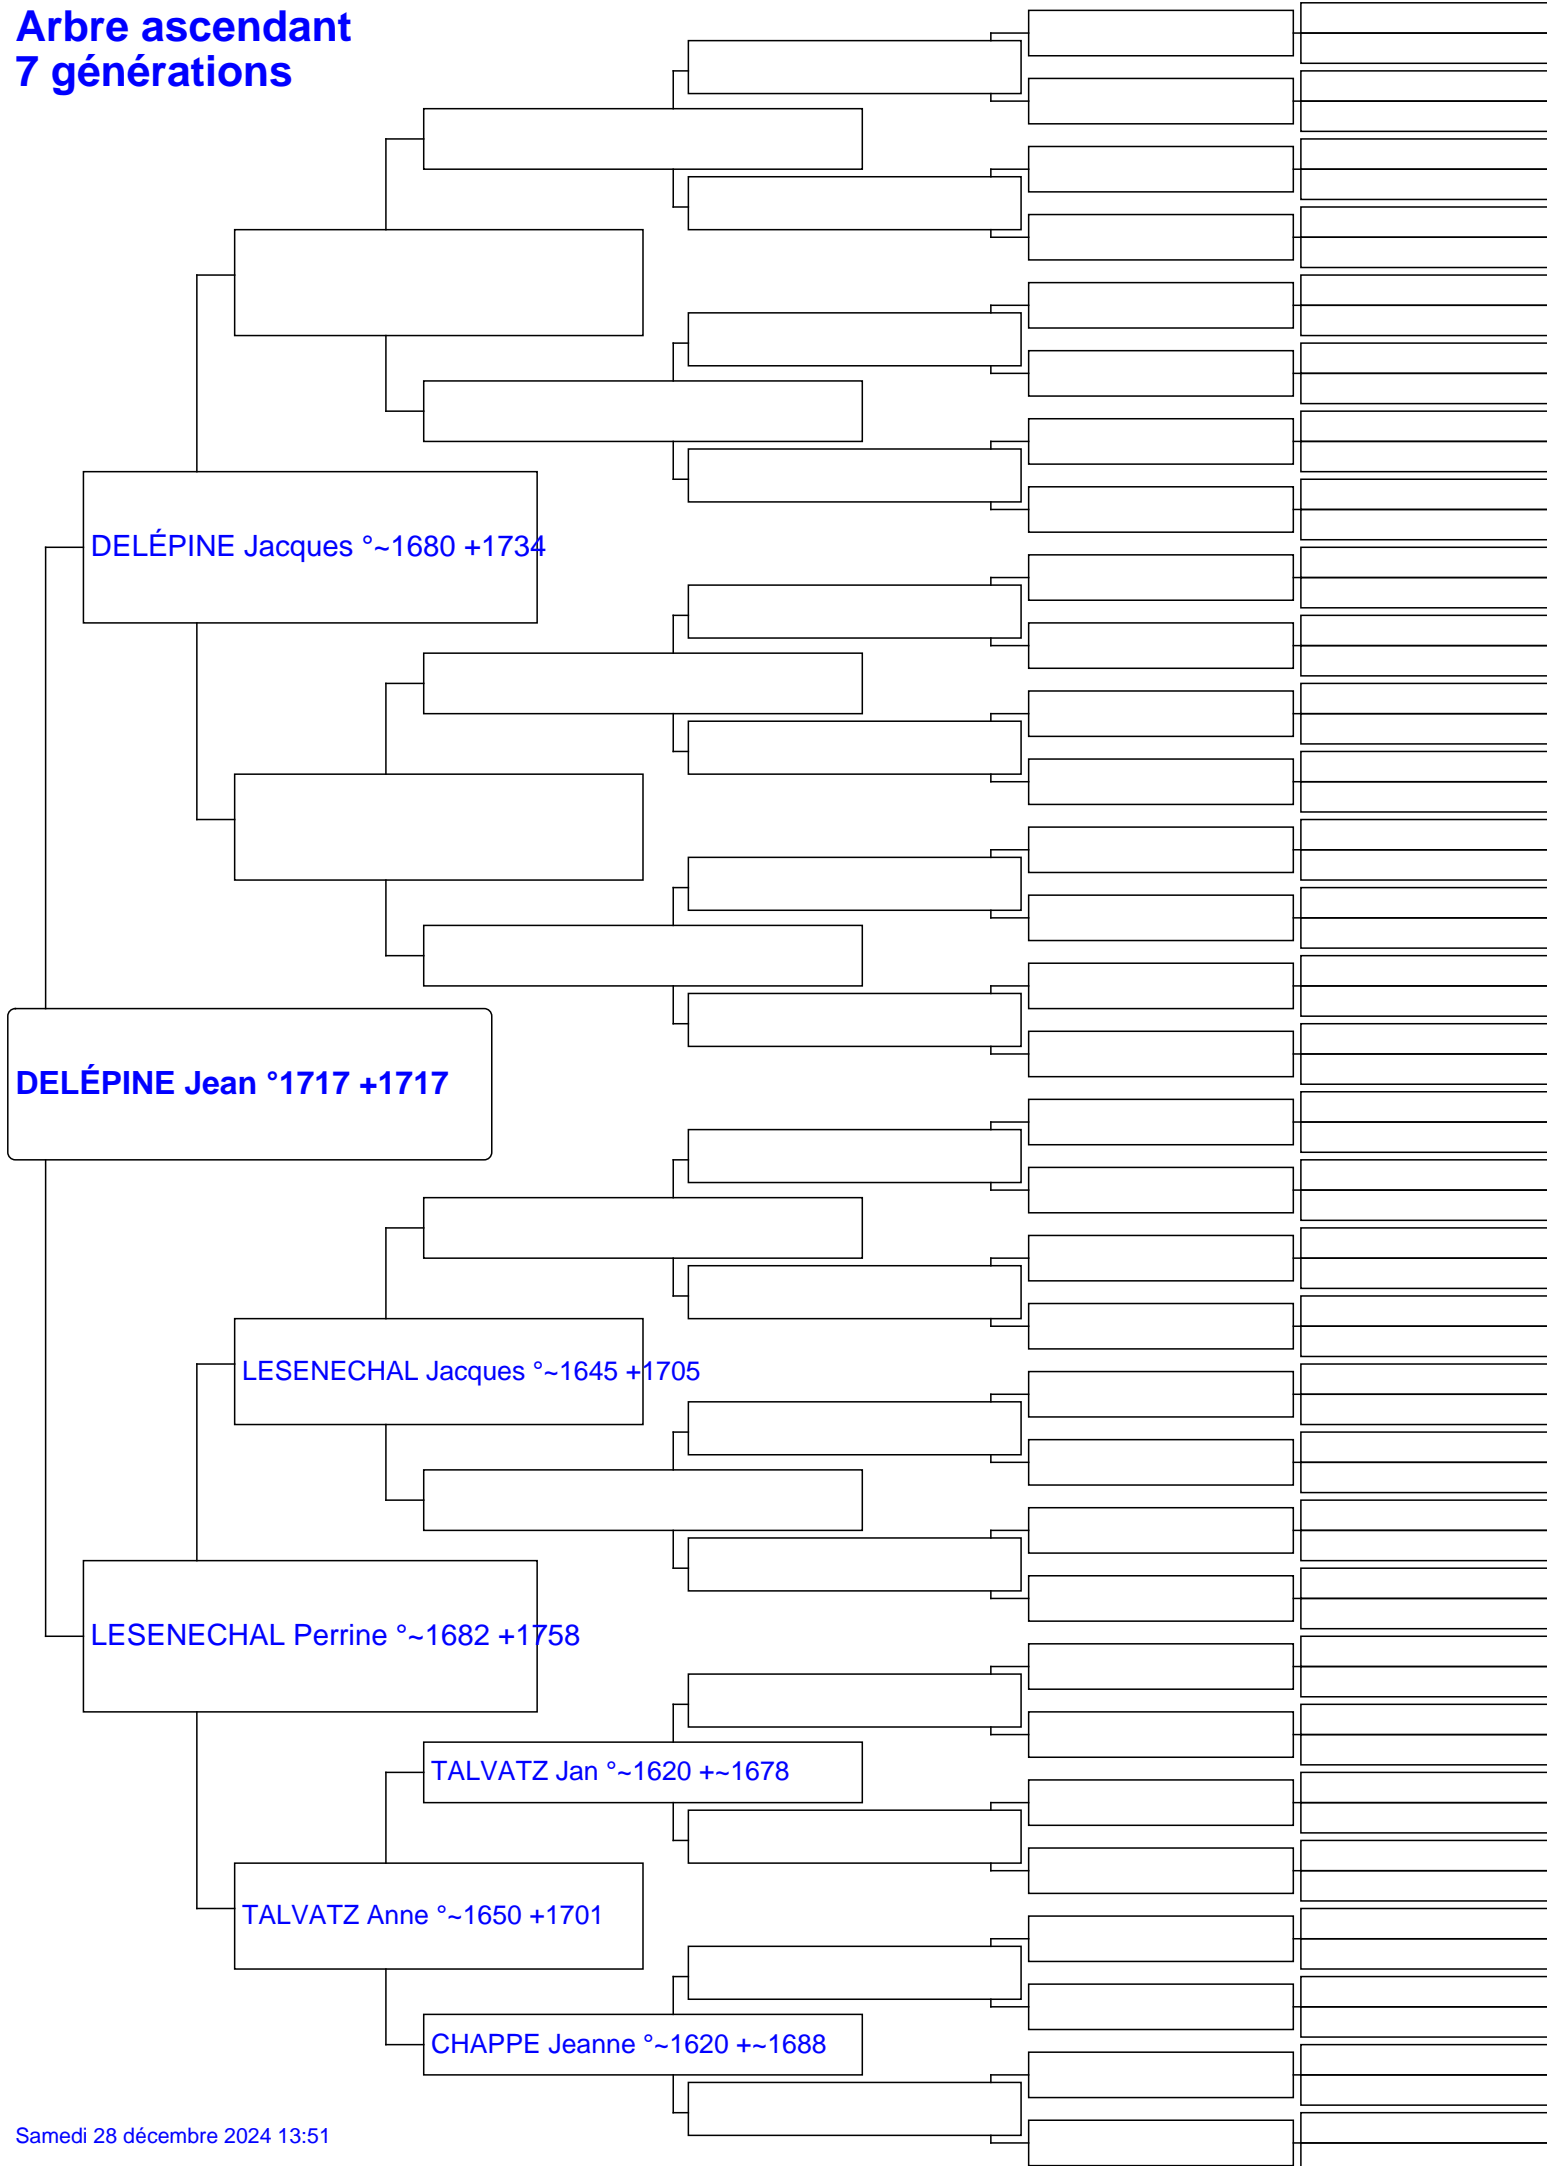 Arbre ascendant
7 générations
DELÉPINE Jacques °~1680 +1734
DELÉPINE Jean °1717 +1717
LESENECHAL Jacques °~1645 +1705
LESENECHAL Perrine °~1682 +1758
TALVATZ Jan °~1620 +~1678
TALVATZ Anne °~1650 +1701
CHAPPE Jeanne °~1620 +~1688
Samedi 28 décembre 2024 13:51